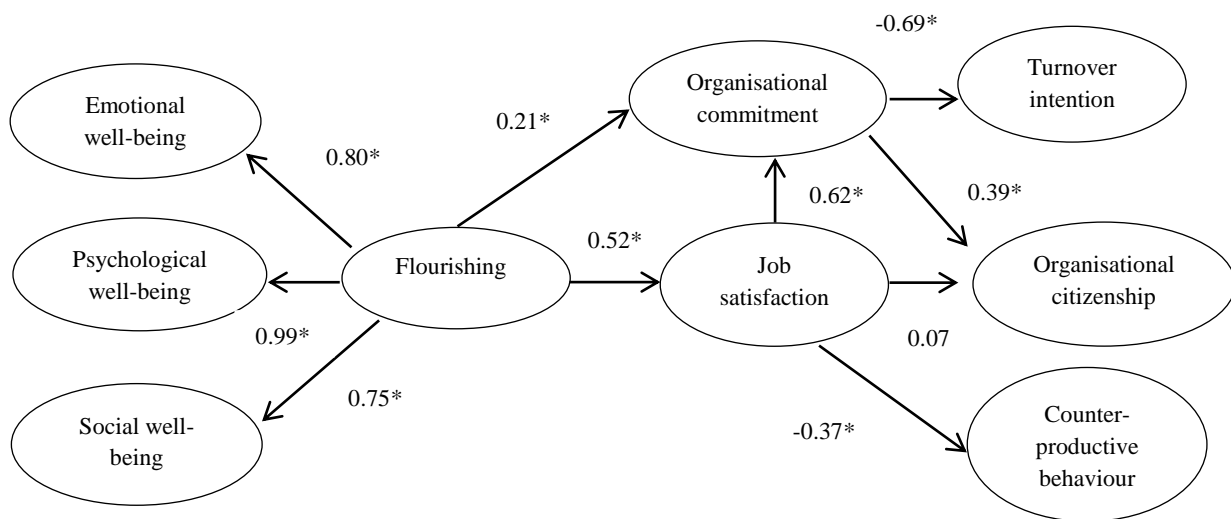 -0.69*
Organisational
commitment
Turnover
intention
Emotional
well-being
0.21*
0.80*
0.62*
0.39*
Psychological
well-being
Flourishing
0.52*
Job
satisfaction
Organisational
citizenship
0.99*
0.07
0.75*
Social well-
being
-0.37*
Counter-
productive
behaviour